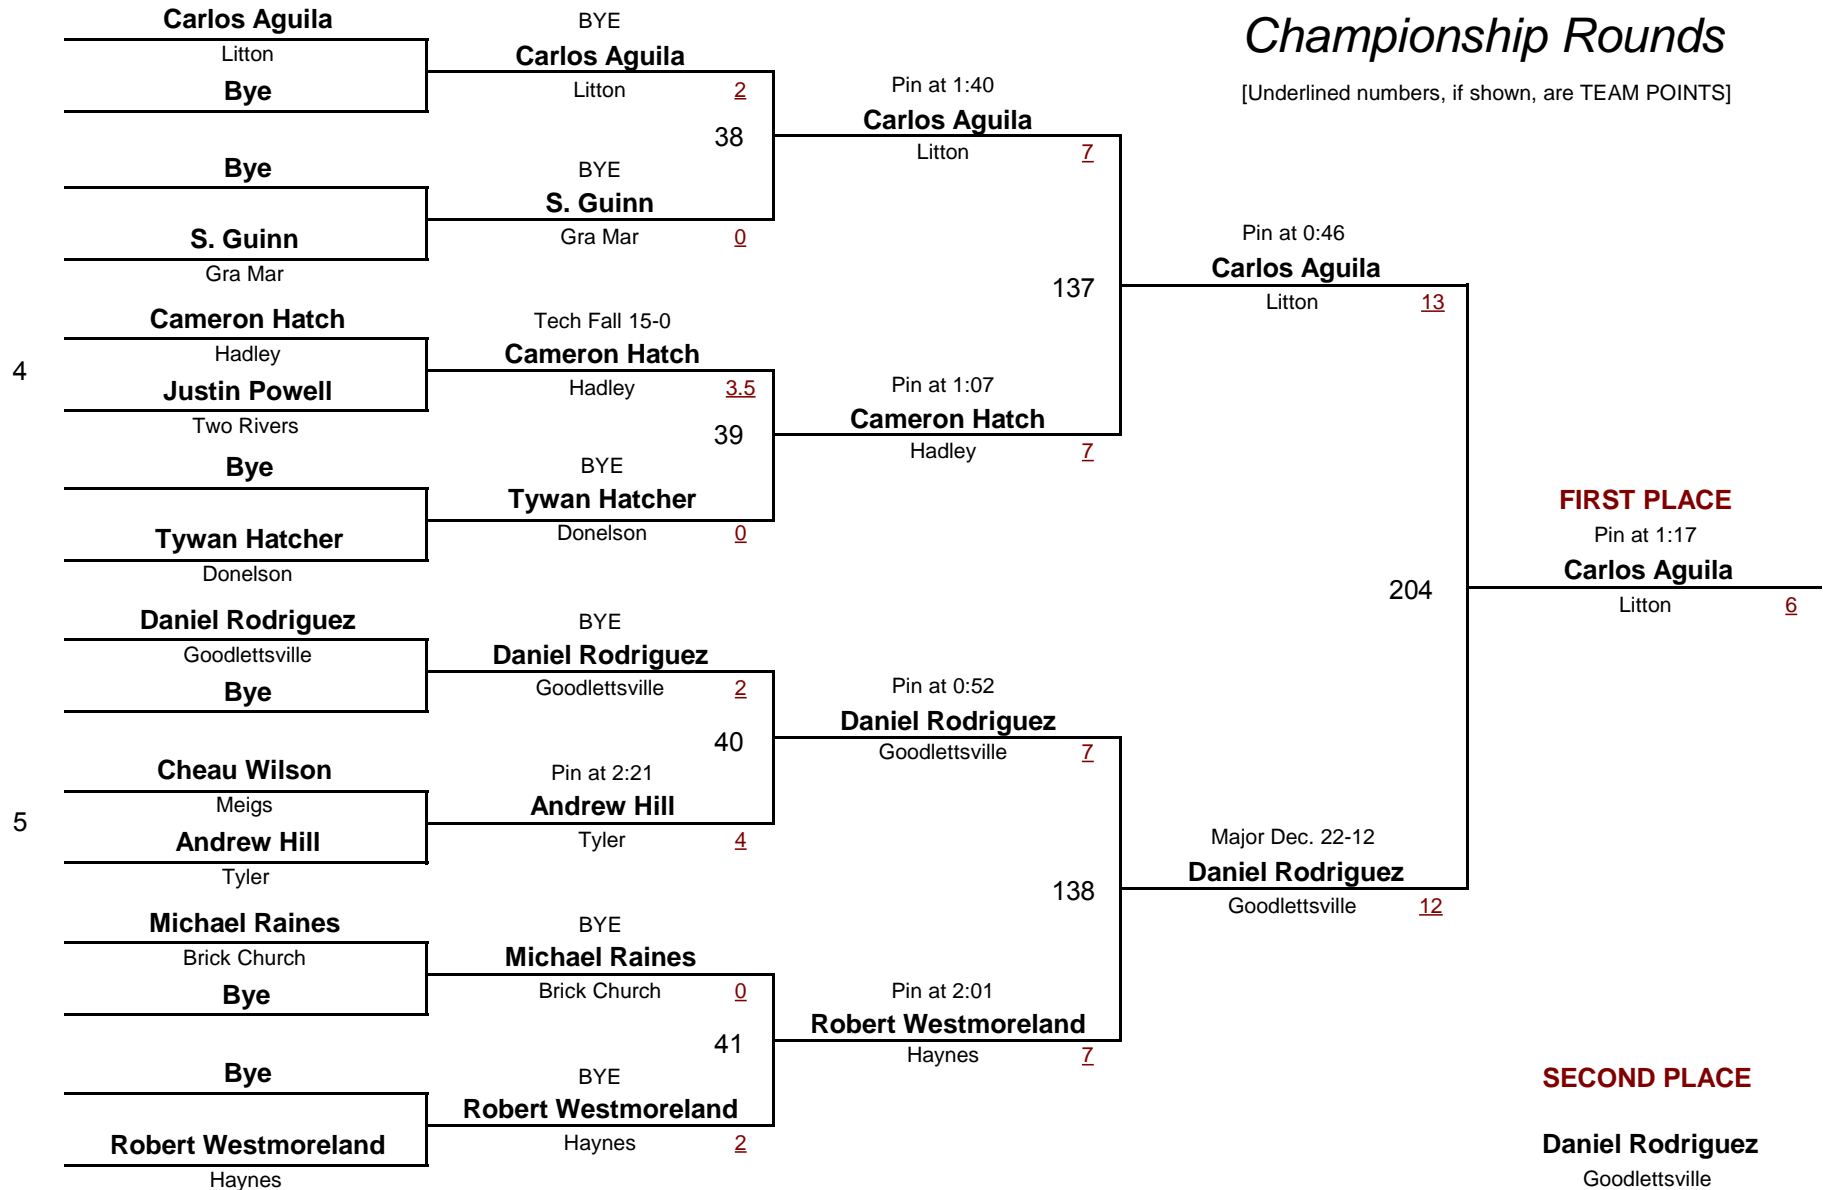 Championship Rounds
[Underlined numbers, if shown, are TEAM POINTS]
Carlos Aguila
Litton
Bye
Bye
S. Guinn
Gra Mar
4
Cameron Hatch
Hadley
Justin Powell
Two Rivers
Bye
Tywan Hatcher
Donelson
Daniel Rodriguez
Goodlettsville
Bye
5
Cheau Wilson
Meigs
Andrew Hill
Tyler
Michael Raines
Brick Church
Bye
Bye
Robert Westmoreland
Haynes
BYE
Carlos Aguila
Litton 2
38
BYE
S. Guinn
Gra Mar 0
Tech Fall 15-0
Cameron Hatch
Hadley 3.5
39
BYE
Tywan Hatcher
Donelson 0
BYE
Daniel Rodriguez
Goodlettsville 2
40
Pin at 2:21
Andrew Hill
Tyler 4
BYE
Michael Raines
Brick Church 0
41
BYE
Robert Westmoreland
Haynes 2
Pin at 1:40
Carlos Aguila
Litton 7
137
Pin at 1:07
Cameron Hatch
Hadley 7
Pin at 0:52
Daniel Rodriguez
Goodlettsville 7
138
Pin at 2:01
Robert Westmoreland
Haynes 7
Pin at 0:46
Carlos Aguila
Litton 13
204
Major Dec. 22-12
Daniel Rodriguez
Goodlettsville 12
FIRST PLACE
Pin at 1:17
Carlos Aguila
Litton 6
SECOND PLACE
Daniel Rodriguez
Goodlettsville